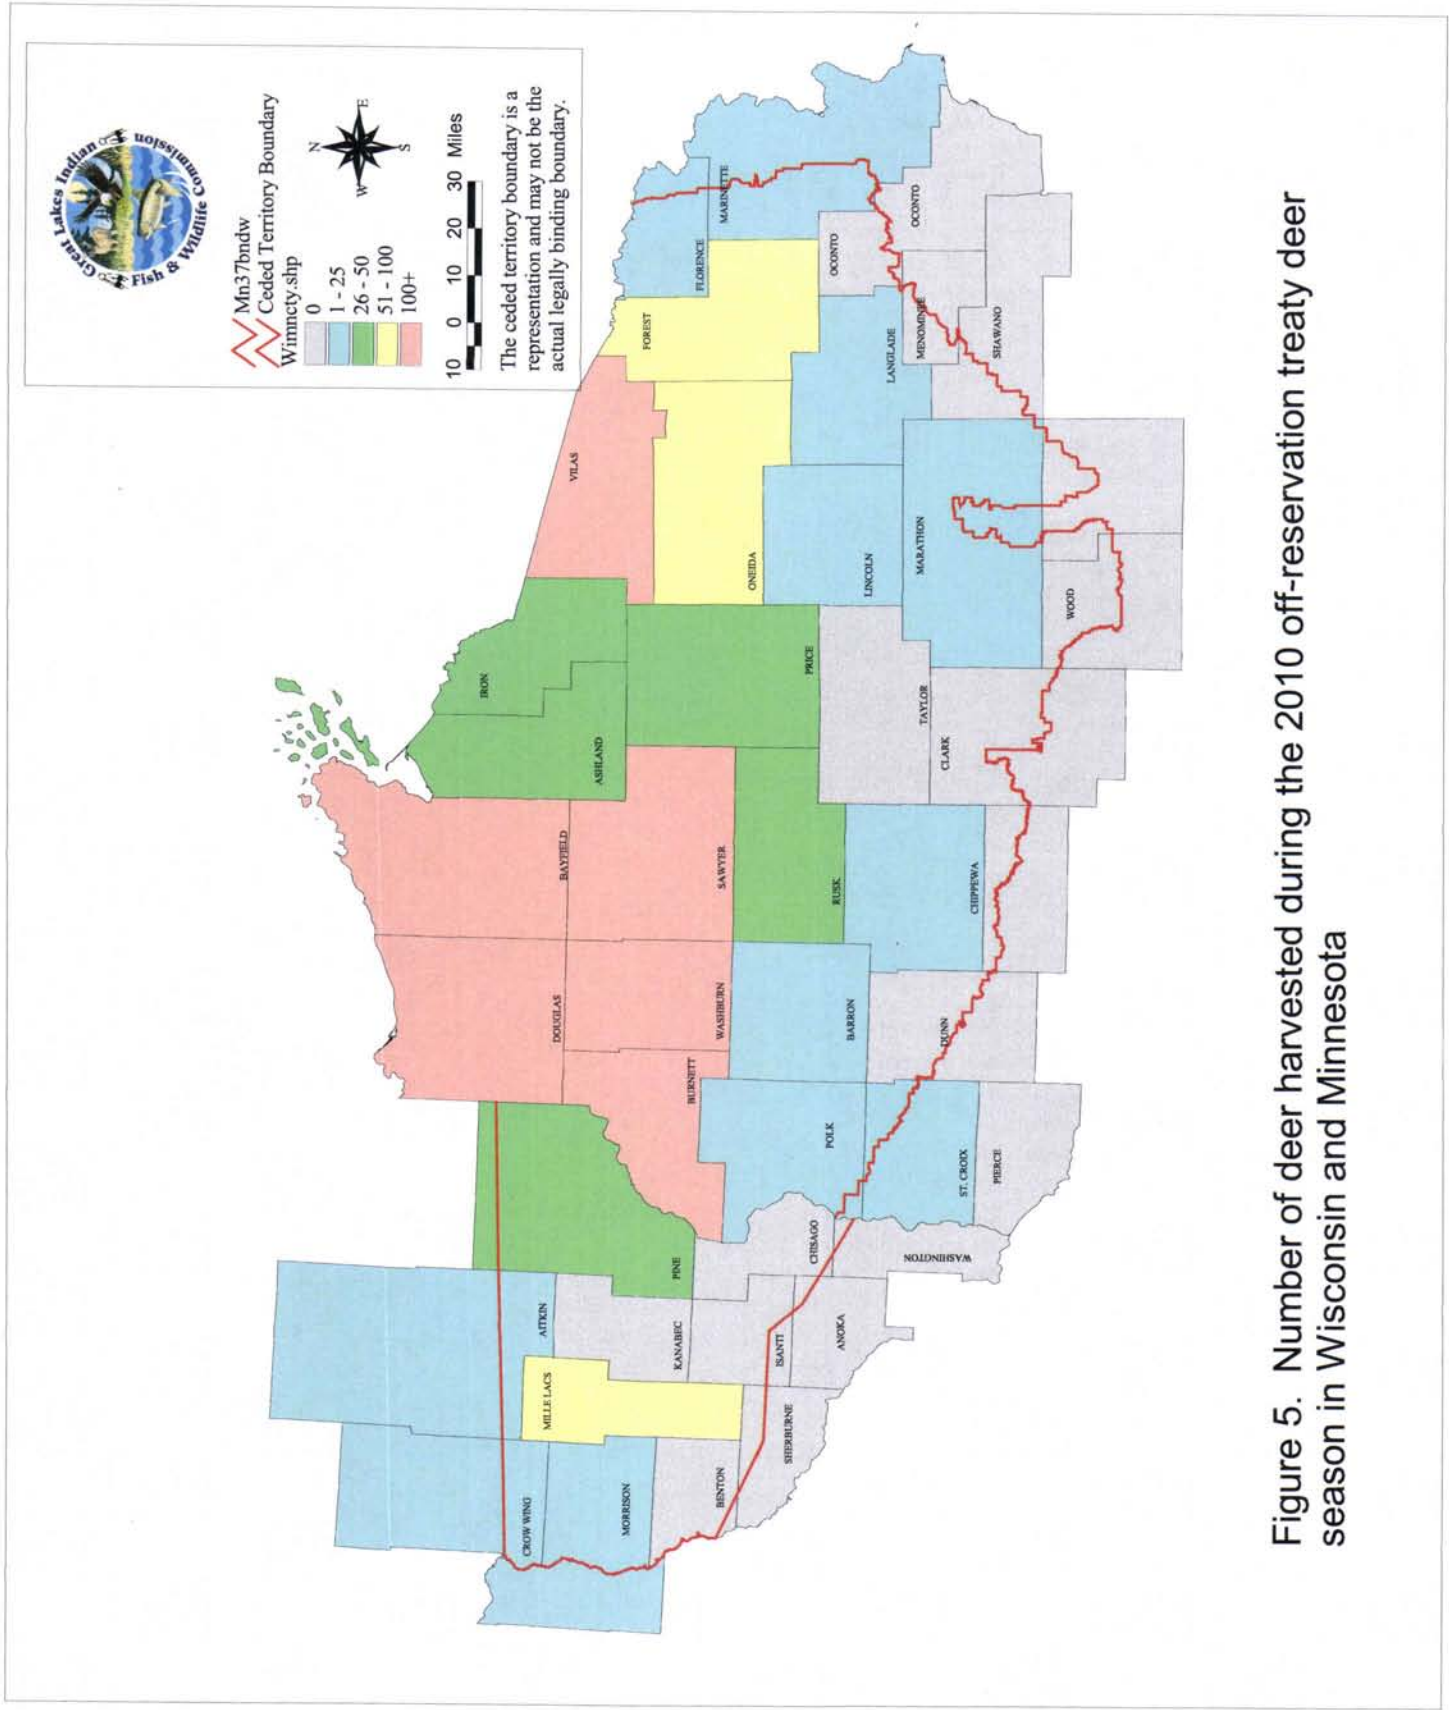 Great Lakes Indian
Fish & Wildlife Commission
Mn37bndw
Ceded Territory Boundary
Wimncty.shp
0
1 - 25
26 - 50
51 - 100
100+
N
W E
S
10 0 10 20 30 Miles
The ceded territory boundary is a
representation and may not be the
actual legally binding boundary.
CROW WING
AITKIN
MILLE LACS
MORRISON
BENTON
KANABEC
PINE
ISANTI
SHERBURNE
ANOKA
CHISAGO
WASHINGTON
DOUGLAS
BAYFIELD
ASHLAND
IRON
VILAS
BURNETT
WASHBURN
SAWYER
PRICE
ONEIDA
FOREST
FLORENCE
MARINETTE
POLK
BARRON
RUSK
LINCOLN
LANGLADE
OCONTO
OCONTO
MENOMINEE
ST. CROIX
DUNN
CHIPPEWA
TAYLOR
CLARK
MARATHON
SHAWANO
PIERCE
WOOD
Figure 5. Number of deer harvested during the 2010 off-reservation treaty deer
season in Wisconsin and Minnesota